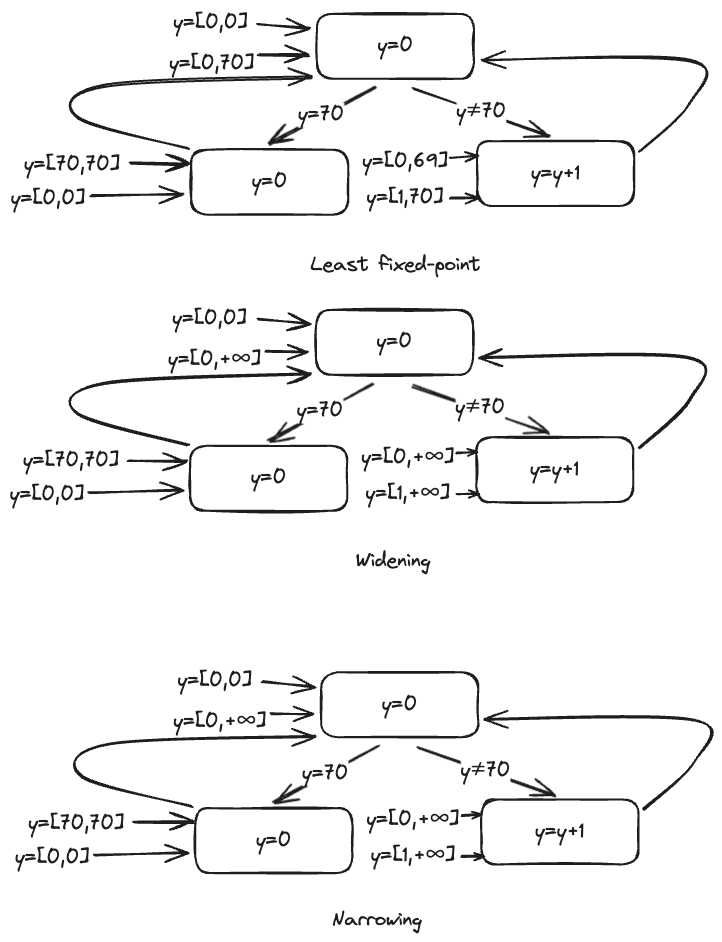 y=[0,0]
y=0
y=[0,70]
y=70
y≠70
y=[70,70]
y=[0,69]
y=0
y=y+1
y=[0,0]
y=[1,70]
Least fixed-point
y=[0,0]
y=0
y=[0,+∞]
y=70
y≠70
y=[70,70]
y=[0,+∞]
y=0
y=y+1
y=[0,0]
y=[1,+∞]
Widening
y=[0,0]
y=0
y=[0,+∞]
y=70
y≠70
y=[70,70]
y=[0,+∞]
y=0
y=y+1
y=[0,0]
y=[1,+∞]
Narrowing